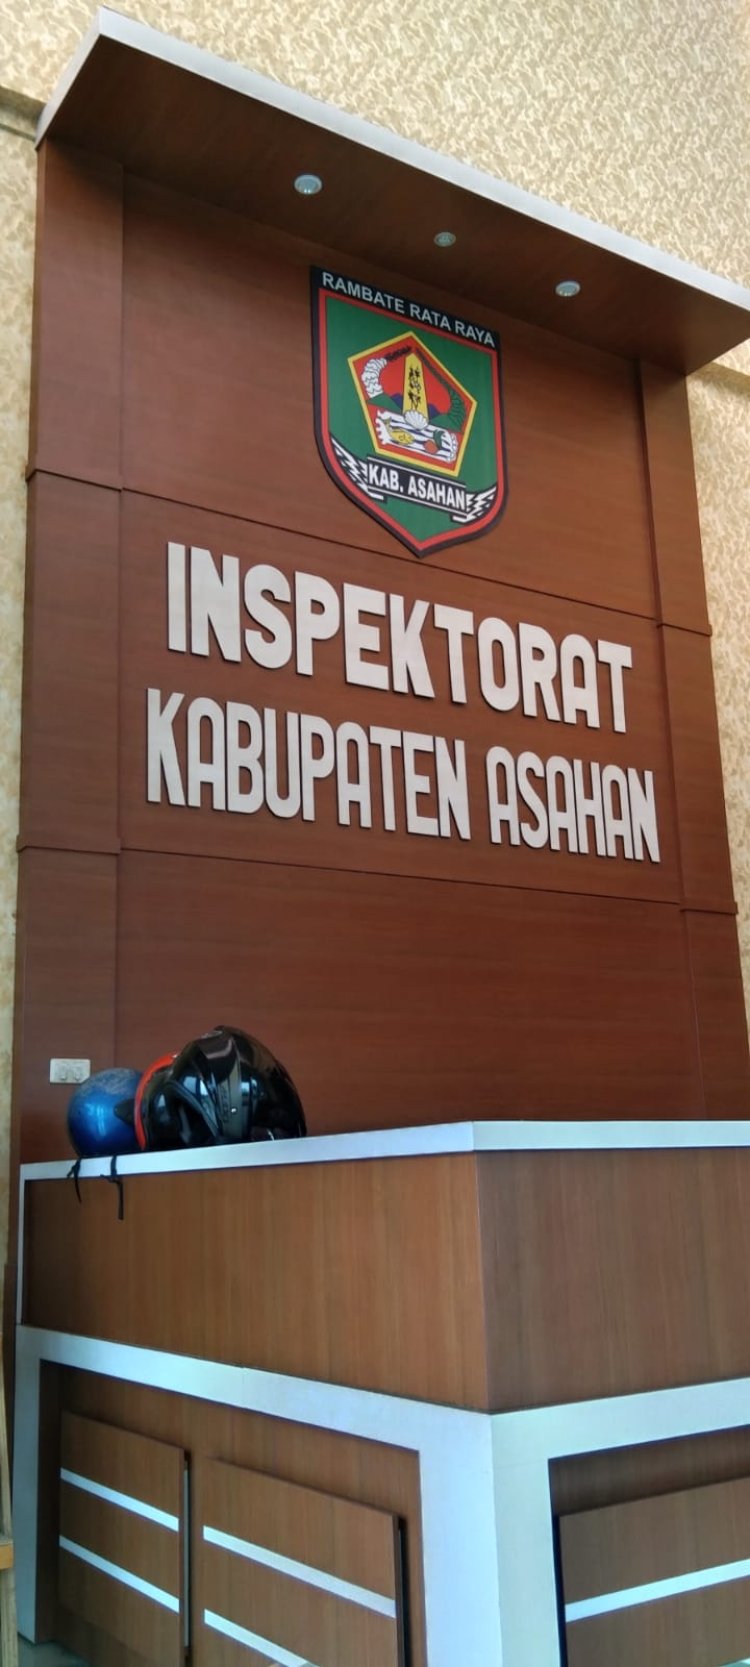 RAMBATE RATA RAYA
KAB. ASAHAN
INSPEKTORAT
KABUPATEN ASAHAN